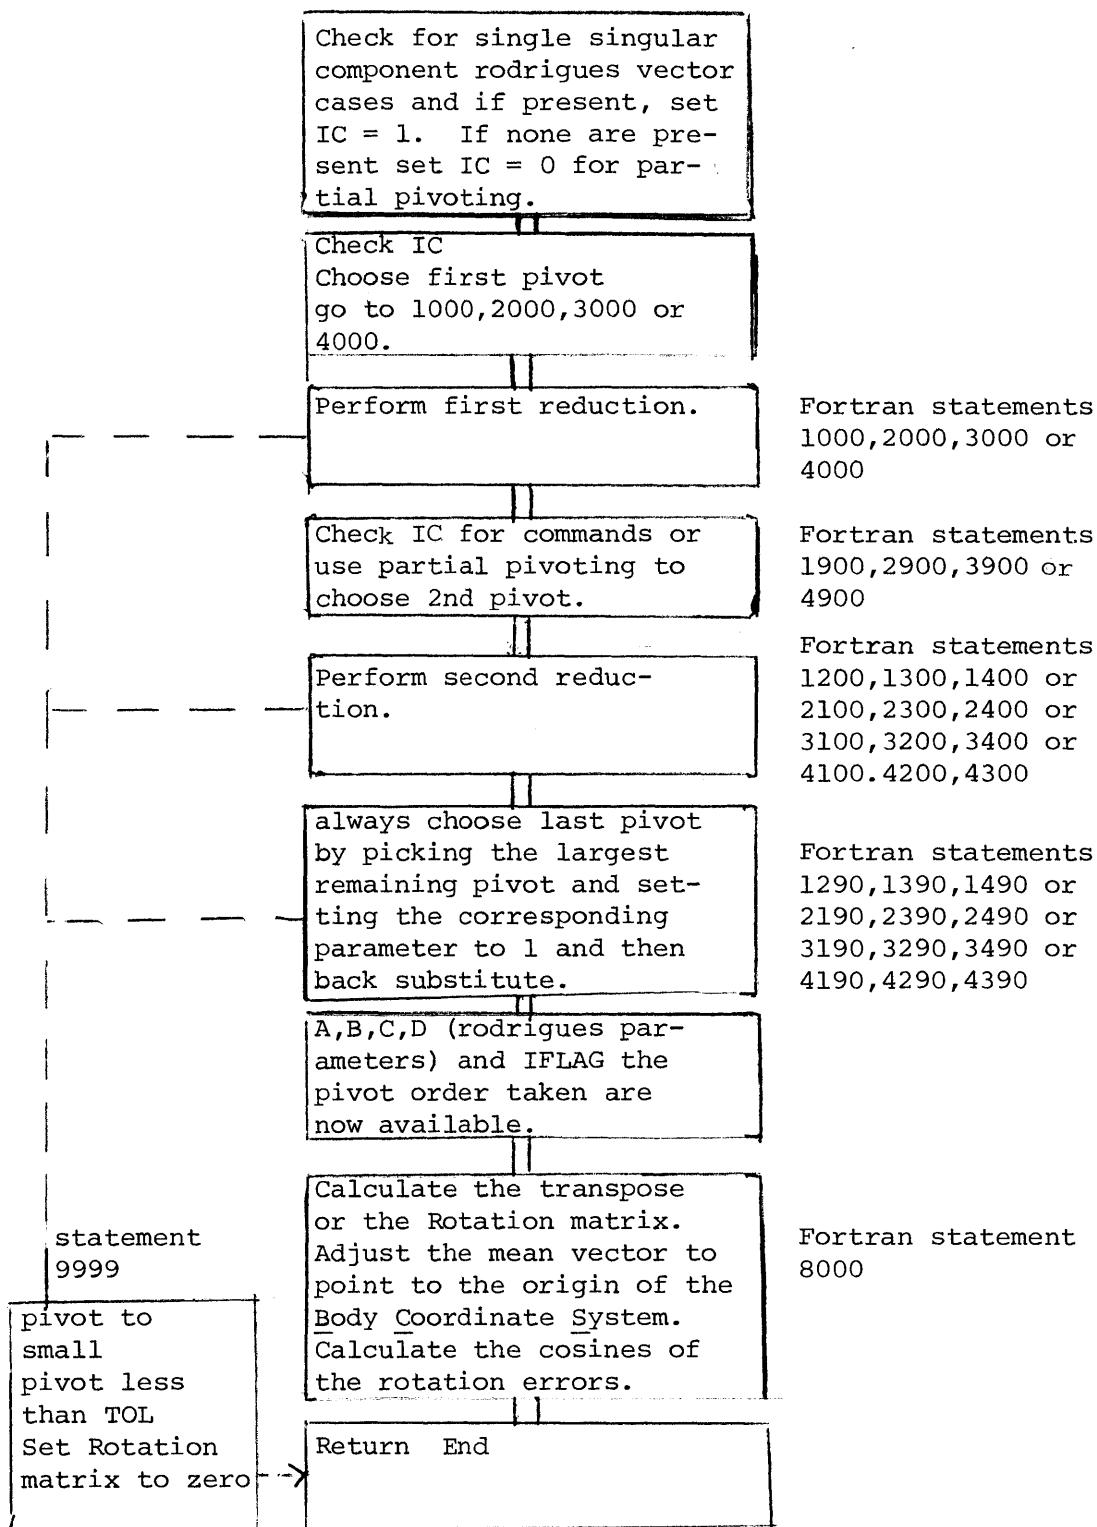 Check for single singular
component rodrigues vector
cases and if present, set
IC = 1. If none are pre-
sent set IC = 0 for par-
tial pivoting.
Check IC
Choose first pivot
go to 1000,2000,3000 or
4000.
Perform first reduction.
Fortran statements
1000,2000,3000 or
4000
Check IC for commands or
use partial pivoting to
choose 2nd pivot.
Fortran statements
1900,2900,3900 or
4900
Perform second reduc-
tion.
Fortran statements
1200,1300,1400 or
2100,2300,2400 or
3100,3200,3400 or
4100.4200,4300
always choose last pivot
by picking the largest
remaining pivot and set-
ting the corresponding
parameter to 1 and then
back substitute.
Fortran statements
1290,1390,1490 or
2190,2390,2490 or
3190,3290,3490 or
4190,4290,4390
A,B,C,D (rodrigues par-
ameters) and IFLAG the
pivot order taken are
now available.
Calculate the transpose
or the Rotation matrix.
Adjust the mean vector to
point to the origin of the
Body Coordinate System.
Calculate the cosines of
the rotation errors.
Fortran statement
8000
statement
9999
pivot to
small
pivot less
than TOL
Set Rotation
matrix to zero
Return End